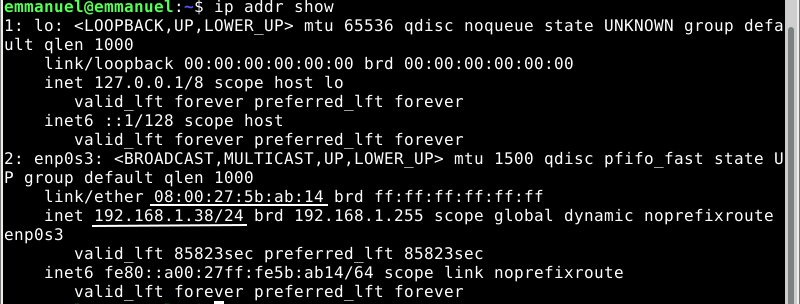 emmanuel@emmanuel:~$ ip addr show
1: lo: <LOOPBACK,UP,LOWER_UP> mtu 65536 qdisc noqueue state UNKNOWN group defa
ult qlen 1000
    link/loopback 00:00:00:00:00:00 brd 00:00:00:00:00:00
    inet 127.0.0.1/8 scope host lo
       valid_lft forever preferred_lft forever
    inet6 ::1/128 scope host
       valid_lft forever preferred_lft forever
2: enp0s3: <BROADCAST,MULTICAST,UP,LOWER_UP> mtu 1500 qdisc pfifo_fast state U
P group default qlen 1000
    link/ether 08:00:27:5b:ab:14 brd ff:ff:ff:ff:ff:ff
    inet 192.168.1.38/24 brd 192.168.1.255 scope global dynamic noprefixroute
enp0s3
       valid_lft 85823sec preferred_lft 85823sec
    inet6 fe80::a00:27ff:fe5b:ab14/64 scope link noprefixroute
       valid_lft forever preferred_lft forever